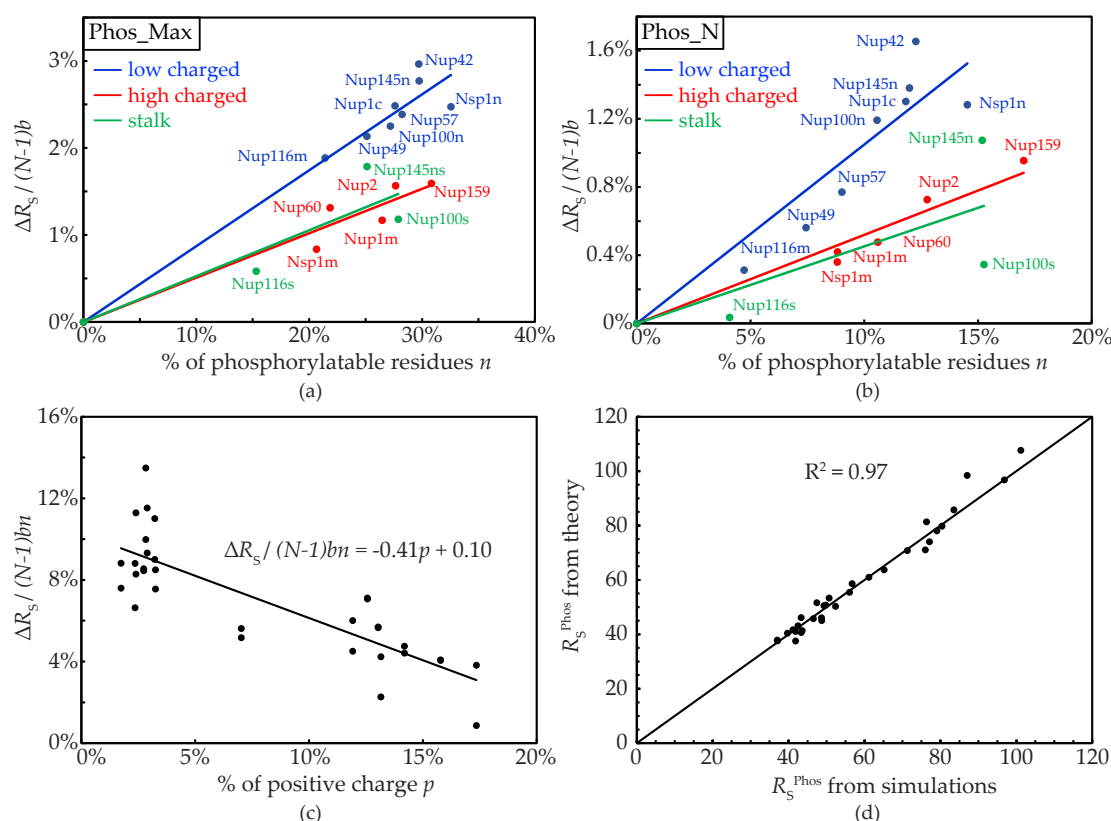 Phos_Max
low charged
high charged
stalk
ΔR_S / (N-1)b
3%
2%
1%
0%
Nup42
Nup145n
Nup1c
Nsp1n
Nup57
Nup100n
Nup49
Nup116m
Nup145ns
Nup2
Nup159
Nup60
Nup100s
Nup1m
Nsp1m
Nup116s
0% 10% 20% 30% 40%
% of phosphorylatable residues n
(a)
Phos_N
low charged
high charged
stalk
ΔR_S / (N-1)b
1.6%
1.2%
0.8%
0.4%
0%
Nup42
Nup145n
Nup1c
Nsp1n
Nup100n
Nup145n
Nup159
Nup57
Nup2
Nup49
Nup60
Nup116m
Nup1m
Nup100s
Nsp1m
Nup116s
0% 5% 10% 15% 20%
% of phosphorylatable residues n
(b)
ΔR_S / (N-1)bn
16%
12%
8%
4%
0%
ΔR_S / (N-1)bn = -0.41p + 0.10
0% 5% 10% 15% 20%
% of positive charge p
(c)
R_S^Phos from theory
120
100
80
60
40
20
0
R² = 0.97
0 20 40 60 80 100 120
R_S^Phos from simulations
(d)